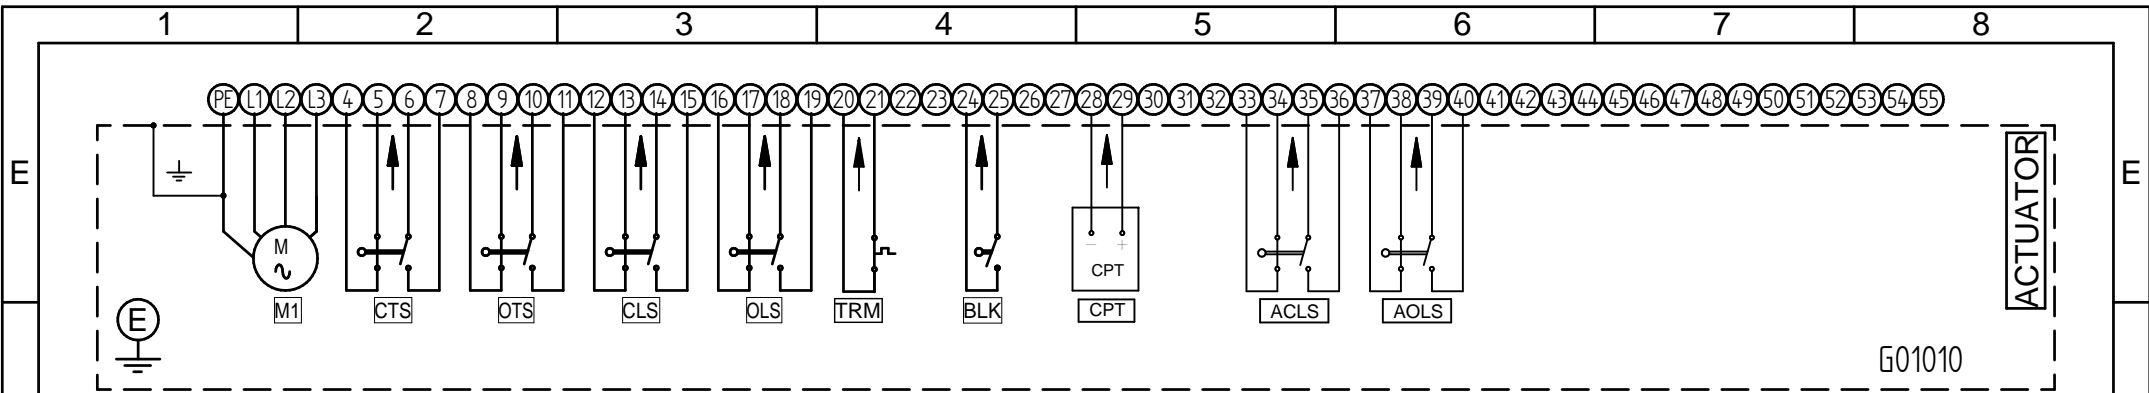 1 2 3 4 5 6 7 8
PE L1 L2 L3 4 5 6 7 8 9 10 11 12 13 14 15 16 17 18 19 20 21 22 23 24 25 26 27 28 29 30 31 32 33 34 35 36 37 38 39 40 41 42 43 44 45 46 47 48 49 50 51 52 53 54 55
E E
ACTUATOR
M
- +
CPT
M1 CTS OTS CLS OLS TRM BLK CPT ACLS AOLS
E
G01010